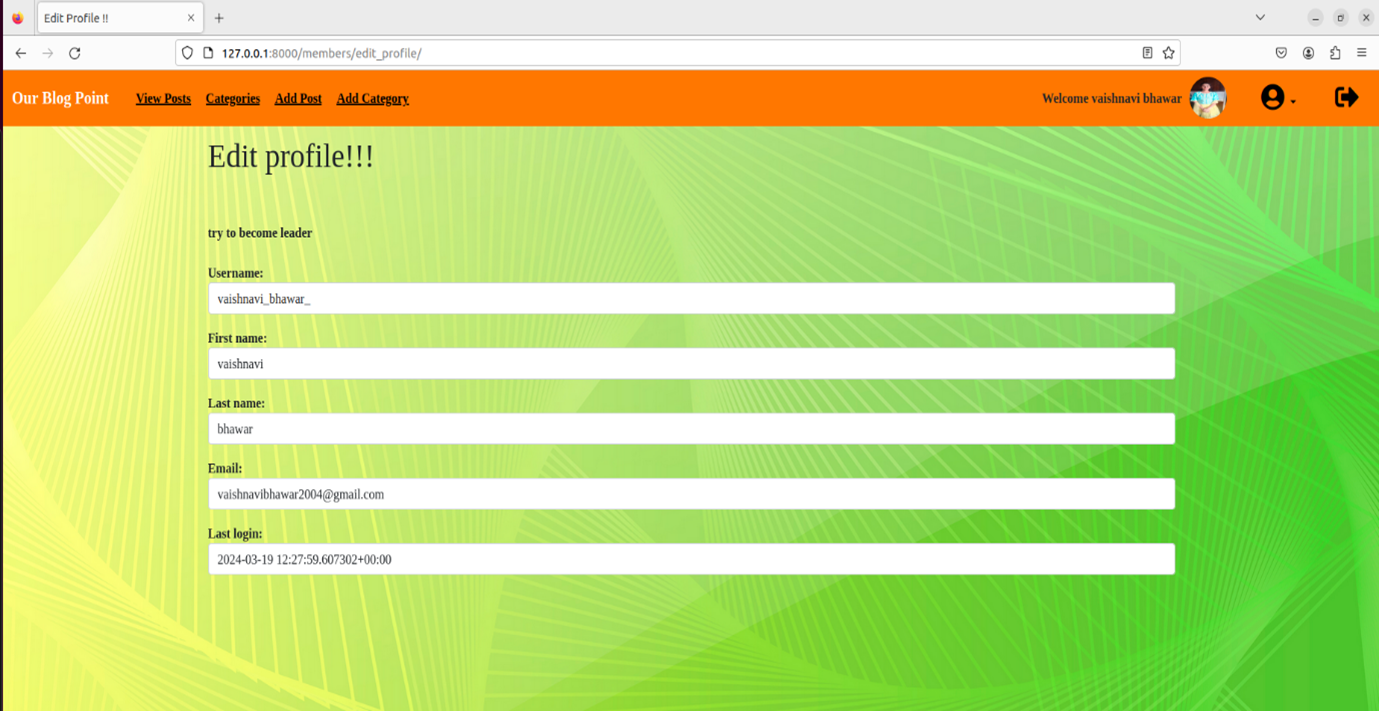 Edit Profile !!
127.0.0.1:8000/members/edit_profile/
Our Blog Point View Posts Categories Add Post Add Category Welcome vaishnavi bhawar
Edit profile!!!
try to become leader
Username:
vaishnavi_bhawar_
First name:
vaishnavi
Last name:
bhawar
Email:
vaishnavibhawar2004@gmail.com
Last login:
2024-03-19 12:27:59.607302+00:00